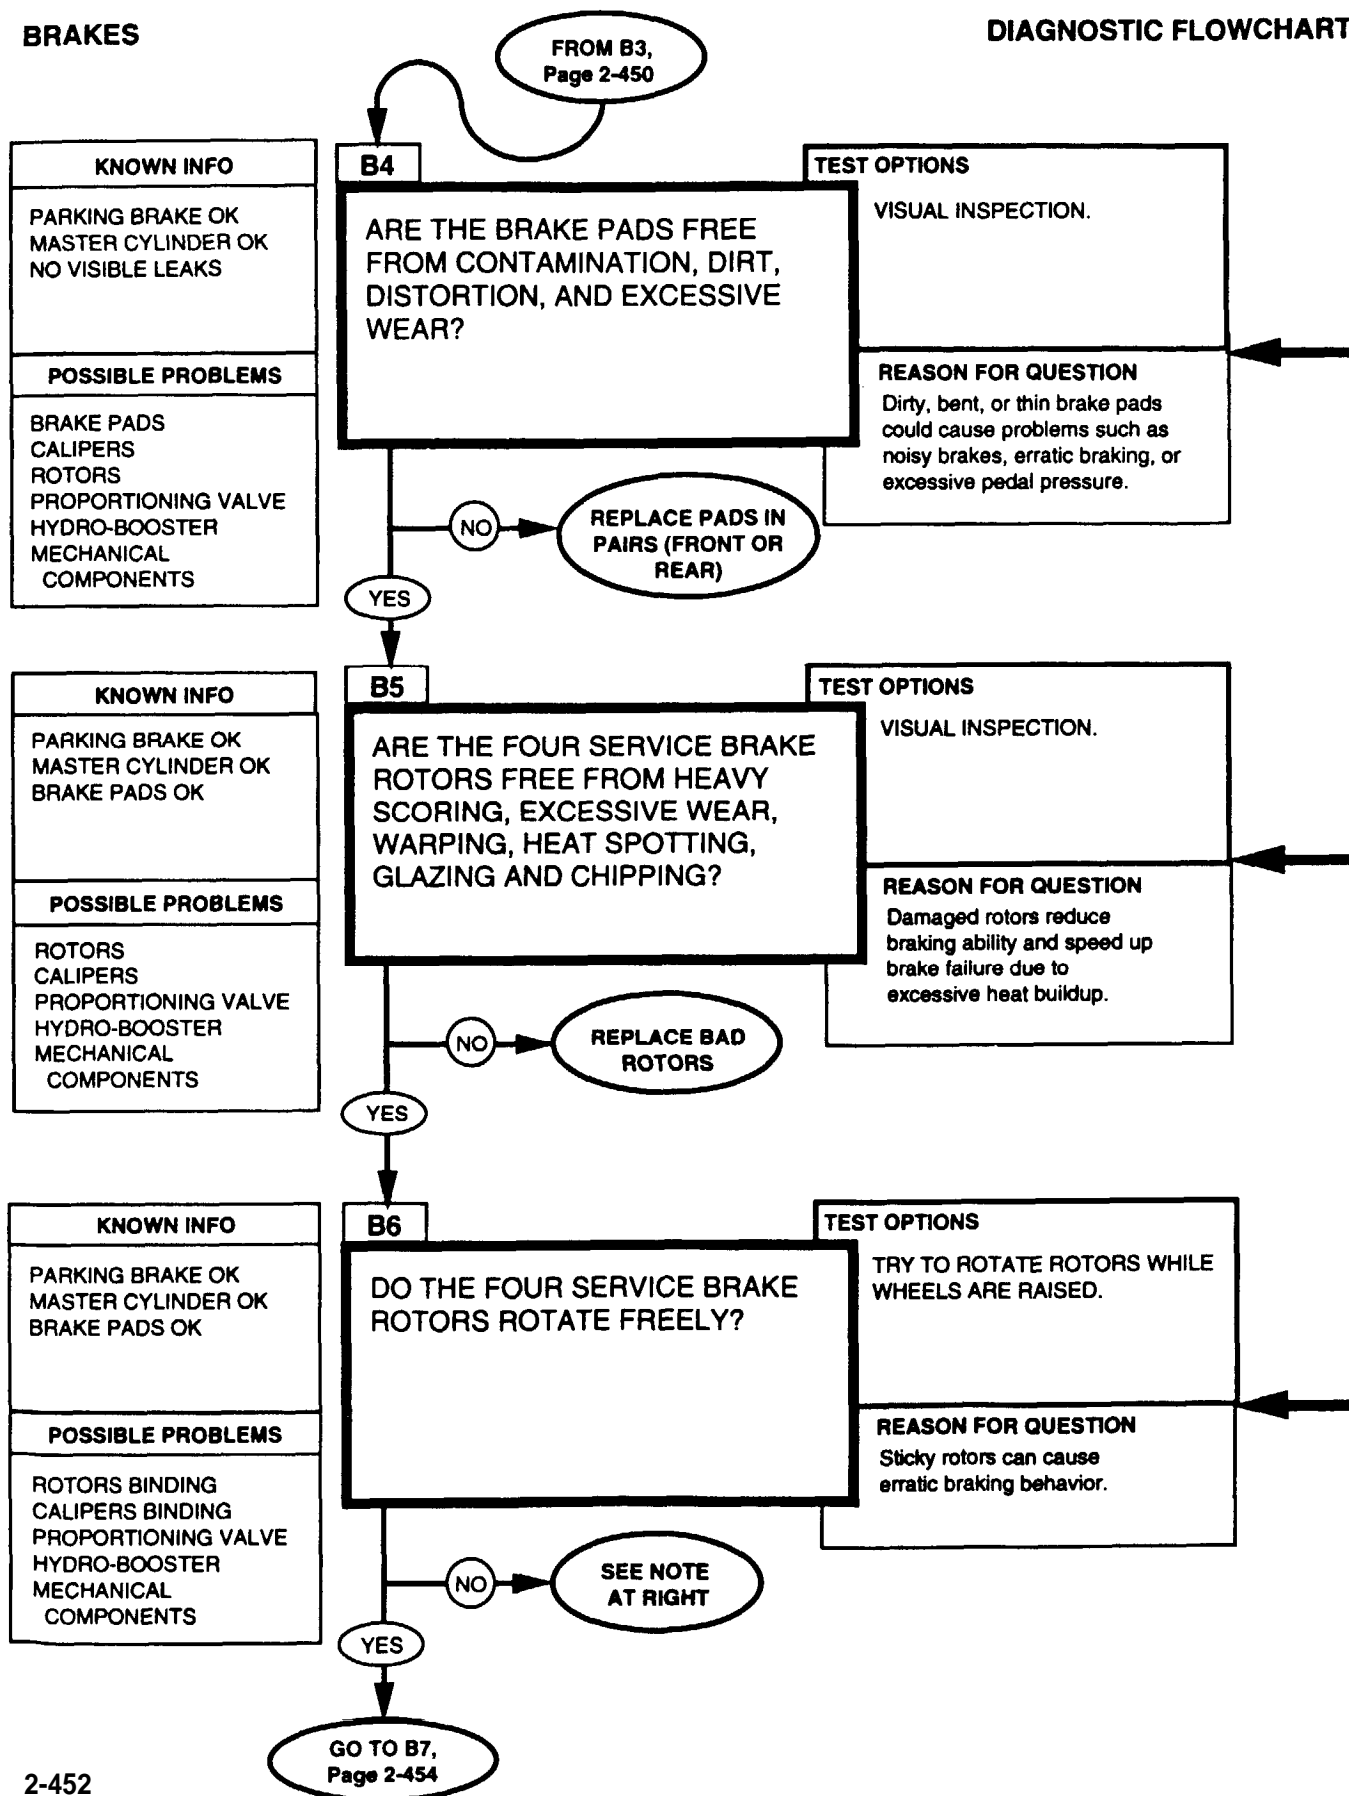 BRAKES
DIAGNOSTIC FLOWCHART
FROM B3,
Page 2-450
KNOWN INFO
PARKING BRAKE OK
MASTER CYLINDER OK
NO VISIBLE LEAKS
POSSIBLE PROBLEMS
BRAKE PADS
CALIPERS
ROTORS
PROPORTIONING VALVE
HYDRO-BOOSTER
MECHANICAL
COMPONENTS
B4
ARE THE BRAKE PADS FREE
FROM CONTAMINATION, DIRT,
DISTORTION, AND EXCESSIVE
WEAR?
TEST OPTIONS
VISUAL INSPECTION.
REASON FOR QUESTION
Dirty, bent, or thin brake pads
could cause problems such as
noisy brakes, erratic braking, or
excessive pedal pressure.
NO
REPLACE PADS IN
PAIRS (FRONT OR
REAR)
YES
KNOWN INFO
PARKING BRAKE OK
MASTER CYLINDER OK
BRAKE PADS OK
POSSIBLE PROBLEMS
ROTORS
CALIPERS
PROPORTIONING VALVE
HYDRO-BOOSTER
MECHANICAL
COMPONENTS
B5
ARE THE FOUR SERVICE BRAKE
ROTORS FREE FROM HEAVY
SCORING, EXCESSIVE WEAR,
WARPING, HEAT SPOTTING,
GLAZING AND CHIPPING?
TEST OPTIONS
VISUAL INSPECTION.
REASON FOR QUESTION
Damaged rotors reduce
braking ability and speed up
brake failure due to
excessive heat buildup.
NO
REPLACE BAD
ROTORS
YES
KNOWN INFO
PARKING BRAKE OK
MASTER CYLINDER OK
BRAKE PADS OK
POSSIBLE PROBLEMS
ROTORS BINDING
CALIPERS BINDING
PROPORTIONING VALVE
HYDRO-BOOSTER
MECHANICAL
COMPONENTS
B6
DO THE FOUR SERVICE BRAKE
ROTORS ROTATE FREELY?
TEST OPTIONS
TRY TO ROTATE ROTORS WHILE
WHEELS ARE RAISED.
REASON FOR QUESTION
Sticky rotors can cause
erratic braking behavior.
NO
SEE NOTE
AT RIGHT
YES
GO TO B7,
Page 2-454
2-452